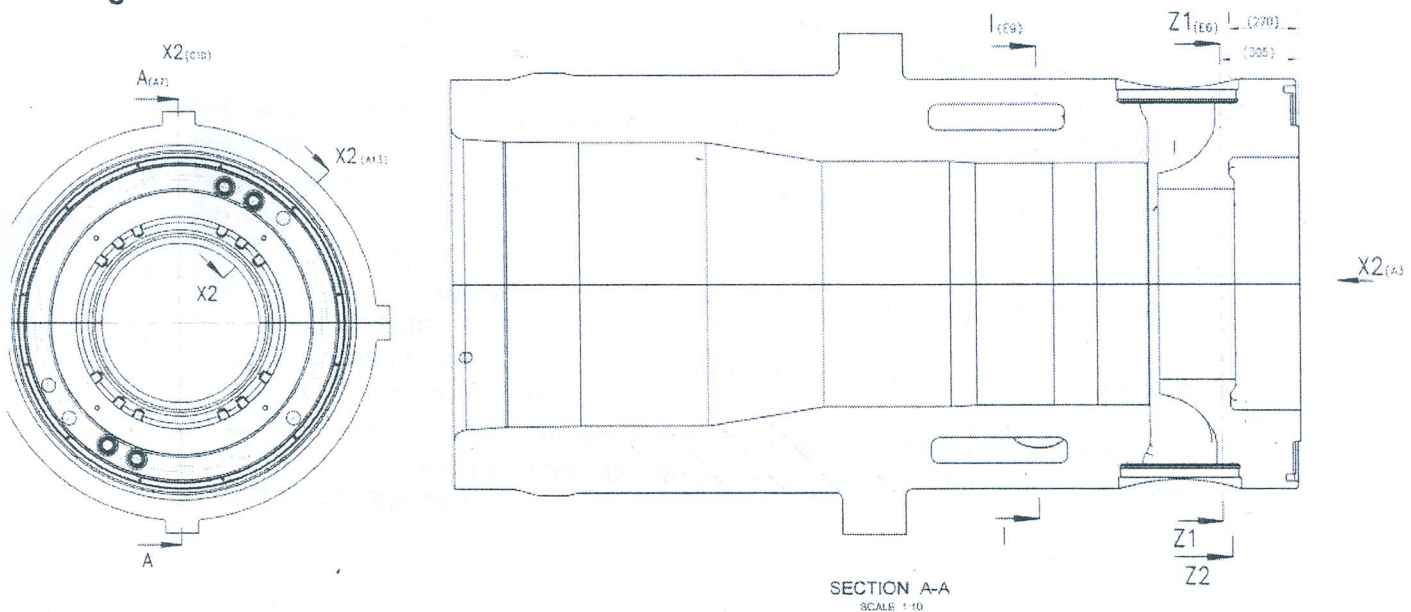 X2(C10)
A(A7)
X2(A13)
X2
A
I(E9)
Z1(E6)
(270)
(305)
X2(A3
I
I
Z1
Z2
SECTION A-A
SCALE 1:10